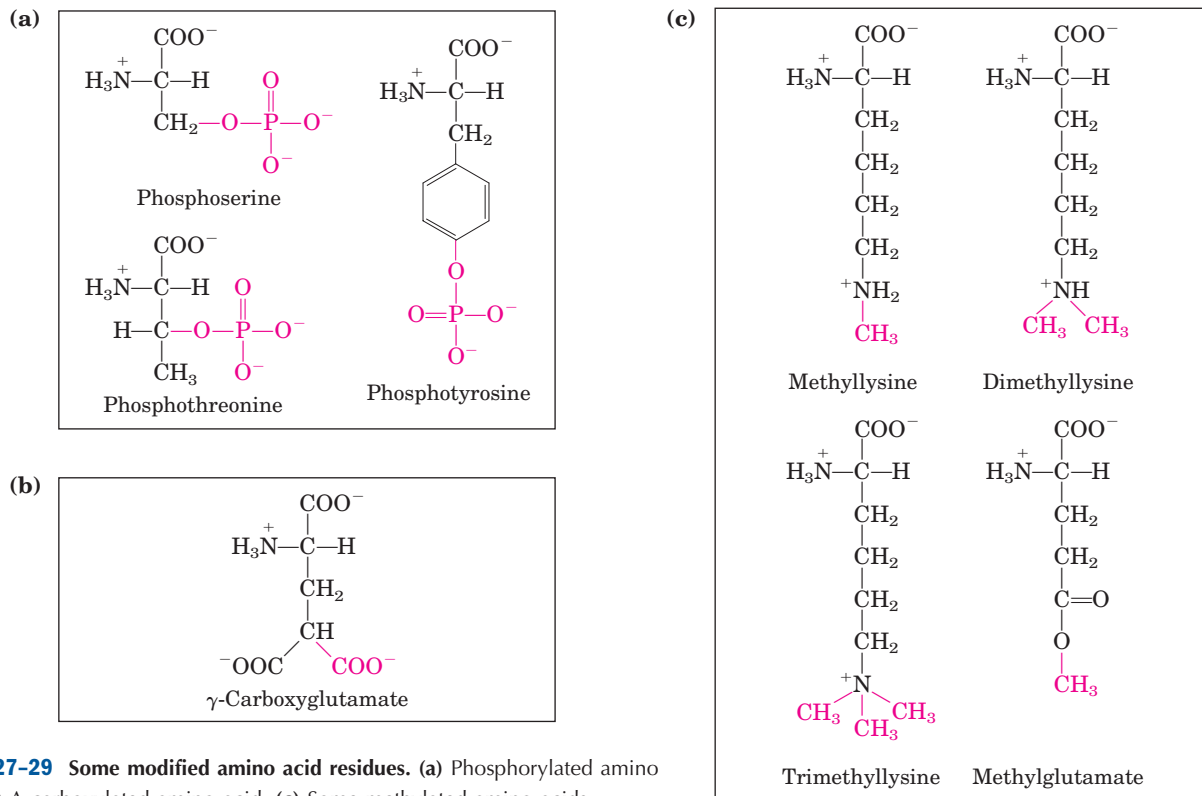 (a)
COO⁻
H₃N⁺—C—H
CH₂—O—P—O⁻
O
O⁻
Phosphoserine
COO⁻
H₃N⁺—C—H
H—C—O—P—O⁻
O
O⁻
CH₃
Phosphothreonine
COO⁻
H₃N⁺—C—H
CH₂
O
O=P—O⁻
O⁻
Phosphotyrosine
(b)
COO⁻
H₃N⁺—C—H
CH₂
CH
⁻OOC COO⁻
γ-Carboxyglutamate
(c)
COO⁻
H₃N⁺—C—H
CH₂
CH₂
CH₂
CH₂
⁺NH₂
CH₃
Methyllysine
COO⁻
H₃N⁺—C—H
CH₂
CH₂
CH₂
CH₂
⁺NH
CH₃ CH₃
Dimethyllysine
COO⁻
H₃N⁺—C—H
CH₂
CH₂
CH₂
CH₂
⁺N
CH₃ CH₃ CH₃
Trimethyllysine
COO⁻
H₃N⁺—C—H
CH₂
CH₂
C=O
O
CH₃
Methylglutamate
27–29 Some modified amino acid residues. (a) Phosphorylated amino